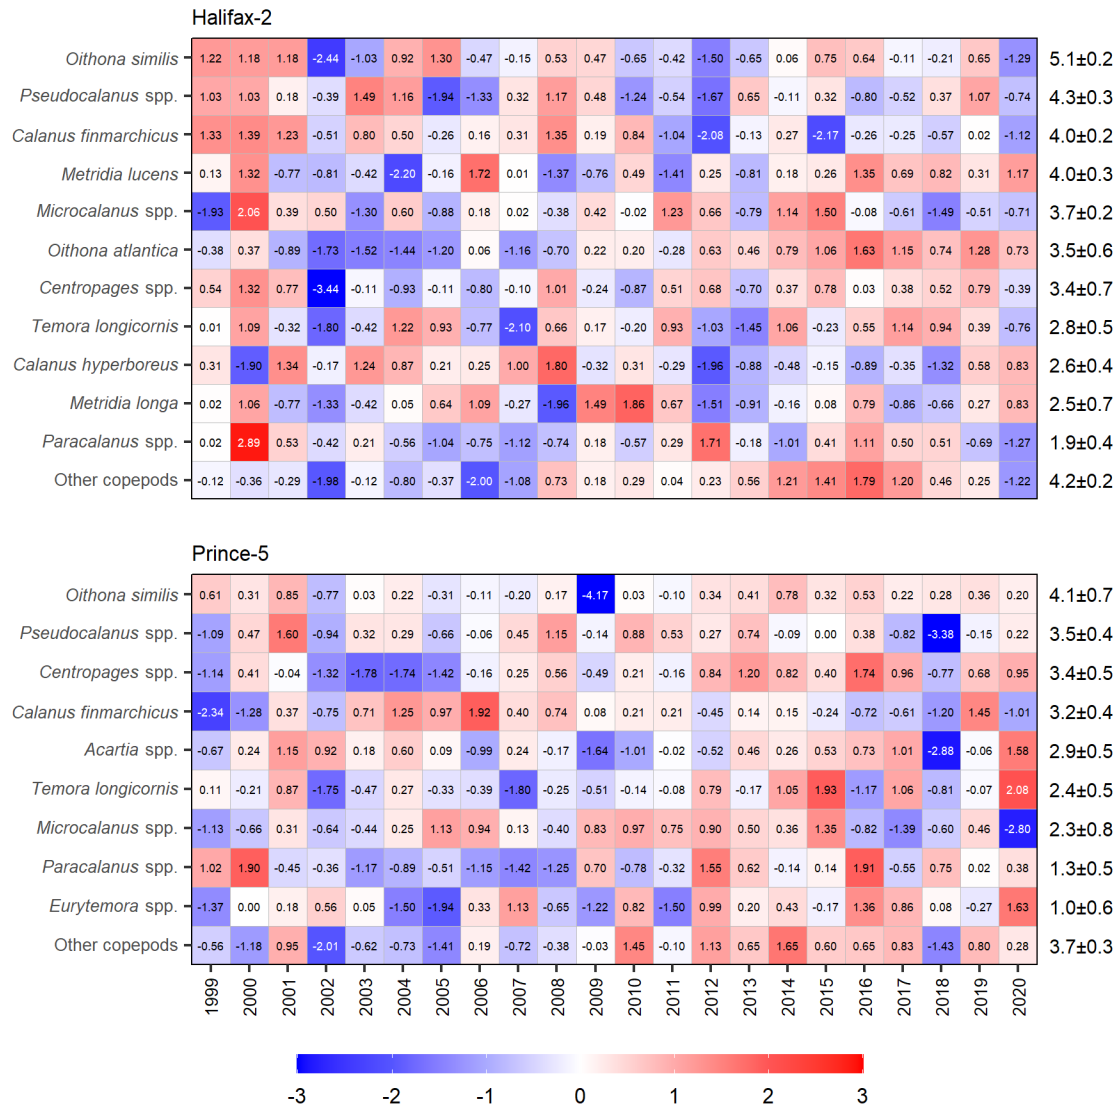 Halifax-2
Oithona similis 1.22 1.18 1.18 -2.44 -1.03 0.92 1.30 -0.47 -0.15 0.53 0.47 -0.65 -0.42 -1.50 -0.65 0.06 0.75 0.64 -0.11 -0.21 0.65 -1.29 5.1±0.2
Pseudocalanus spp. 1.03 1.03 0.18 -0.39 1.49 1.16 -1.94 -1.33 0.32 1.17 0.48 -1.24 -0.54 -1.67 0.65 -0.11 0.32 -0.80 -0.52 0.37 1.07 -0.74 4.3±0.3
Calanus finmarchicus 1.33 1.39 1.23 -0.51 0.80 0.50 -0.26 0.16 0.31 1.35 0.19 0.84 -1.04 -2.08 -0.13 0.27 -2.17 -0.26 -0.25 -0.57 0.02 -1.12 4.0±0.2
Metridia lucens 0.13 1.32 -0.77 -0.81 -0.42 -2.20 -0.16 1.72 0.01 -1.37 -0.76 0.49 -1.41 0.25 -0.81 0.18 0.26 1.35 0.69 0.82 0.31 1.17 4.0±0.3
Microcalanus spp. -1.93 2.06 0.39 0.50 -1.30 0.60 -0.88 0.18 0.02 -0.38 0.42 -0.02 1.23 0.66 -0.79 1.14 1.50 -0.08 -0.61 -1.49 -0.51 -0.71 3.7±0.2
Oithona atlantica -0.38 0.37 -0.89 -1.73 -1.52 -1.44 -1.20 0.06 -1.16 -0.70 0.22 0.20 -0.28 0.63 0.46 0.79 1.06 1.63 1.15 0.74 1.28 0.73 3.5±0.6
Centropages spp. 0.54 1.32 0.77 -3.44 -0.11 -0.93 -0.11 -0.80 -0.10 1.01 -0.24 -0.87 0.51 0.68 -0.70 0.37 0.78 0.03 0.38 0.52 0.79 -0.39 3.4±0.7
Temora longicornis 0.01 1.09 -0.32 -1.80 -0.42 1.22 0.93 -0.77 -2.10 0.66 0.17 -0.20 0.93 -1.03 -1.45 1.06 -0.23 0.55 1.14 0.94 0.39 -0.76 2.8±0.5
Calanus hyperboreus 0.31 -1.90 1.34 -0.17 1.24 0.87 0.21 0.25 1.00 1.80 -0.32 0.31 -0.29 -1.96 -0.88 -0.48 -0.15 -0.89 -0.35 -1.32 0.58 0.83 2.6±0.4
Metridia longa 0.02 1.06 -0.77 -1.33 -0.42 0.05 0.64 1.09 -0.27 -1.96 1.49 1.86 0.67 -1.51 -0.91 -0.16 0.08 0.79 -0.86 -0.66 0.27 0.83 2.5±0.7
Paracalanus spp. 0.02 2.89 0.53 -0.42 0.21 -0.56 -1.04 -0.75 -1.12 -0.74 0.18 -0.57 0.29 1.71 -0.18 -1.01 0.41 1.11 0.50 0.51 -0.69 -1.27 1.9±0.4
Other copepods -0.12 -0.36 -0.29 -1.98 -0.12 -0.80 -0.37 -2.00 -1.08 0.73 0.18 0.29 0.04 0.23 0.56 1.21 1.41 1.79 1.20 0.46 0.25 -1.22 4.2±0.2
Prince-5
Oithona similis 0.61 0.31 0.85 -0.77 0.03 0.22 -0.31 -0.11 -0.20 0.17 -4.17 0.03 -0.10 0.34 0.41 0.78 0.32 0.53 0.22 0.28 0.36 0.20 4.1±0.7
Pseudocalanus spp. -1.09 0.47 1.60 -0.94 0.32 0.29 -0.66 -0.06 0.45 1.15 -0.14 0.88 0.53 0.27 0.74 -0.09 0.00 0.38 -0.82 -3.38 -0.15 0.22 3.5±0.4
Centropages spp. -1.14 0.41 -0.04 -1.32 -1.78 -1.74 -1.42 -0.16 0.25 0.56 -0.49 0.21 -0.16 0.84 1.20 0.82 0.40 1.74 0.96 -0.77 0.68 0.95 3.4±0.5
Calanus finmarchicus -2.34 -1.28 0.37 -0.75 0.71 1.25 0.97 1.92 0.40 0.74 0.08 0.21 0.21 -0.45 0.14 0.15 -0.24 -0.72 -0.61 -1.20 1.45 -1.01 3.2±0.4
Acartia spp. -0.67 0.24 1.15 0.92 0.18 0.60 0.09 -0.99 0.24 -0.17 -1.64 -1.01 -0.02 -0.52 0.46 0.26 0.53 0.73 1.01 -2.88 -0.06 1.58 2.9±0.5
Temora longicornis 0.11 -0.21 0.87 -1.75 -0.47 0.27 -0.33 -0.39 -1.80 -0.25 -0.51 -0.14 -0.08 0.79 -0.17 1.05 1.93 -1.17 1.06 -0.81 -0.07 2.08 2.4±0.5
Microcalanus spp. -1.13 -0.66 0.31 -0.64 -0.44 0.25 1.13 0.94 0.13 -0.40 0.83 0.97 0.75 0.90 0.50 0.36 1.35 -0.82 -1.39 -0.60 0.46 -2.80 2.3±0.8
Paracalanus spp. 1.02 1.90 -0.45 -0.36 -1.17 -0.89 -0.51 -1.15 -1.42 -1.25 0.70 -0.78 -0.32 1.55 0.62 -0.14 0.14 1.91 -0.55 0.75 0.02 0.38 1.3±0.5
Eurytemora spp. -1.37 0.00 0.18 0.56 0.05 -1.50 -1.94 0.33 1.13 -0.65 -1.22 0.82 -1.50 0.99 0.20 0.43 -0.17 1.36 0.86 0.08 -0.27 1.63 1.0±0.6
Other copepods -0.56 -1.18 0.95 -2.01 -0.62 -0.73 -1.41 0.19 -0.72 -0.38 -0.03 1.45 -0.10 1.13 0.65 1.65 0.60 0.65 0.83 -1.43 0.80 0.28 3.7±0.3
1999 2000 2001 2002 2003 2004 2005 2006 2007 2008 2009 2010 2011 2012 2013 2014 2015 2016 2017 2018 2019 2020
-3 -2 -1 0 1 2 3